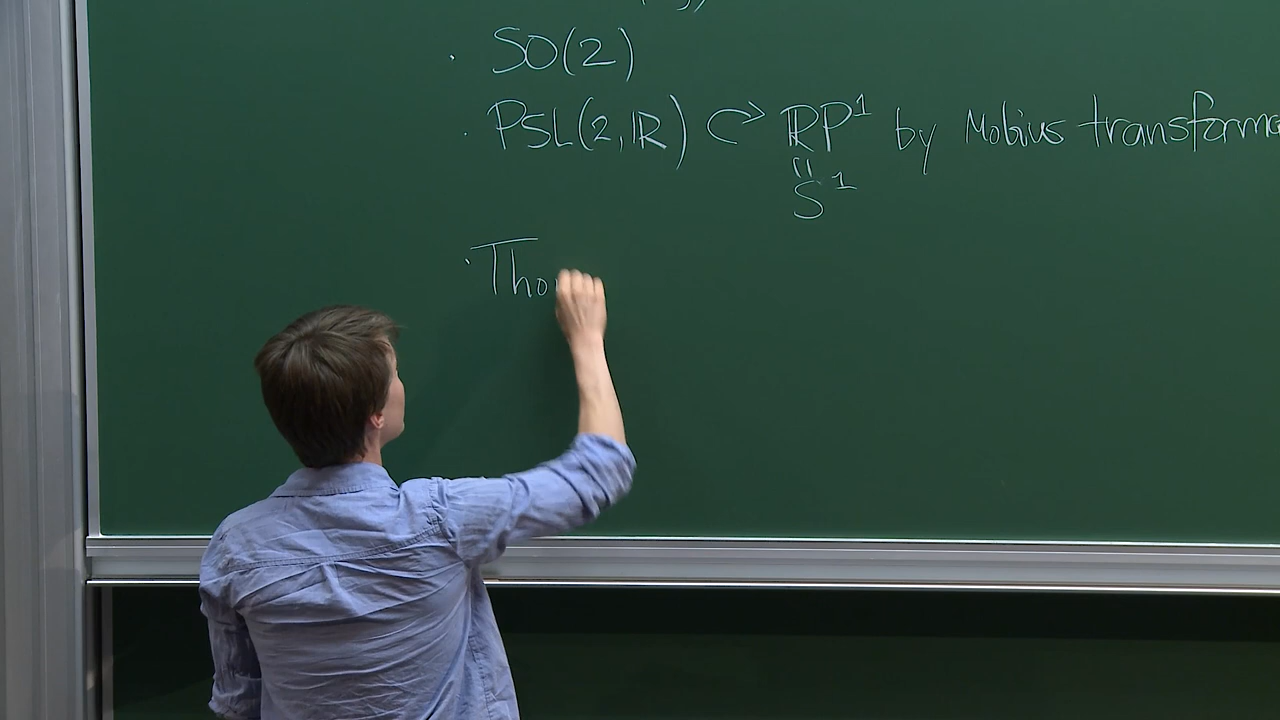 · SO(2)
· PSL(2,ℝ) ↻ ℝP¹ by Mobius transforma
S¹
· Tho